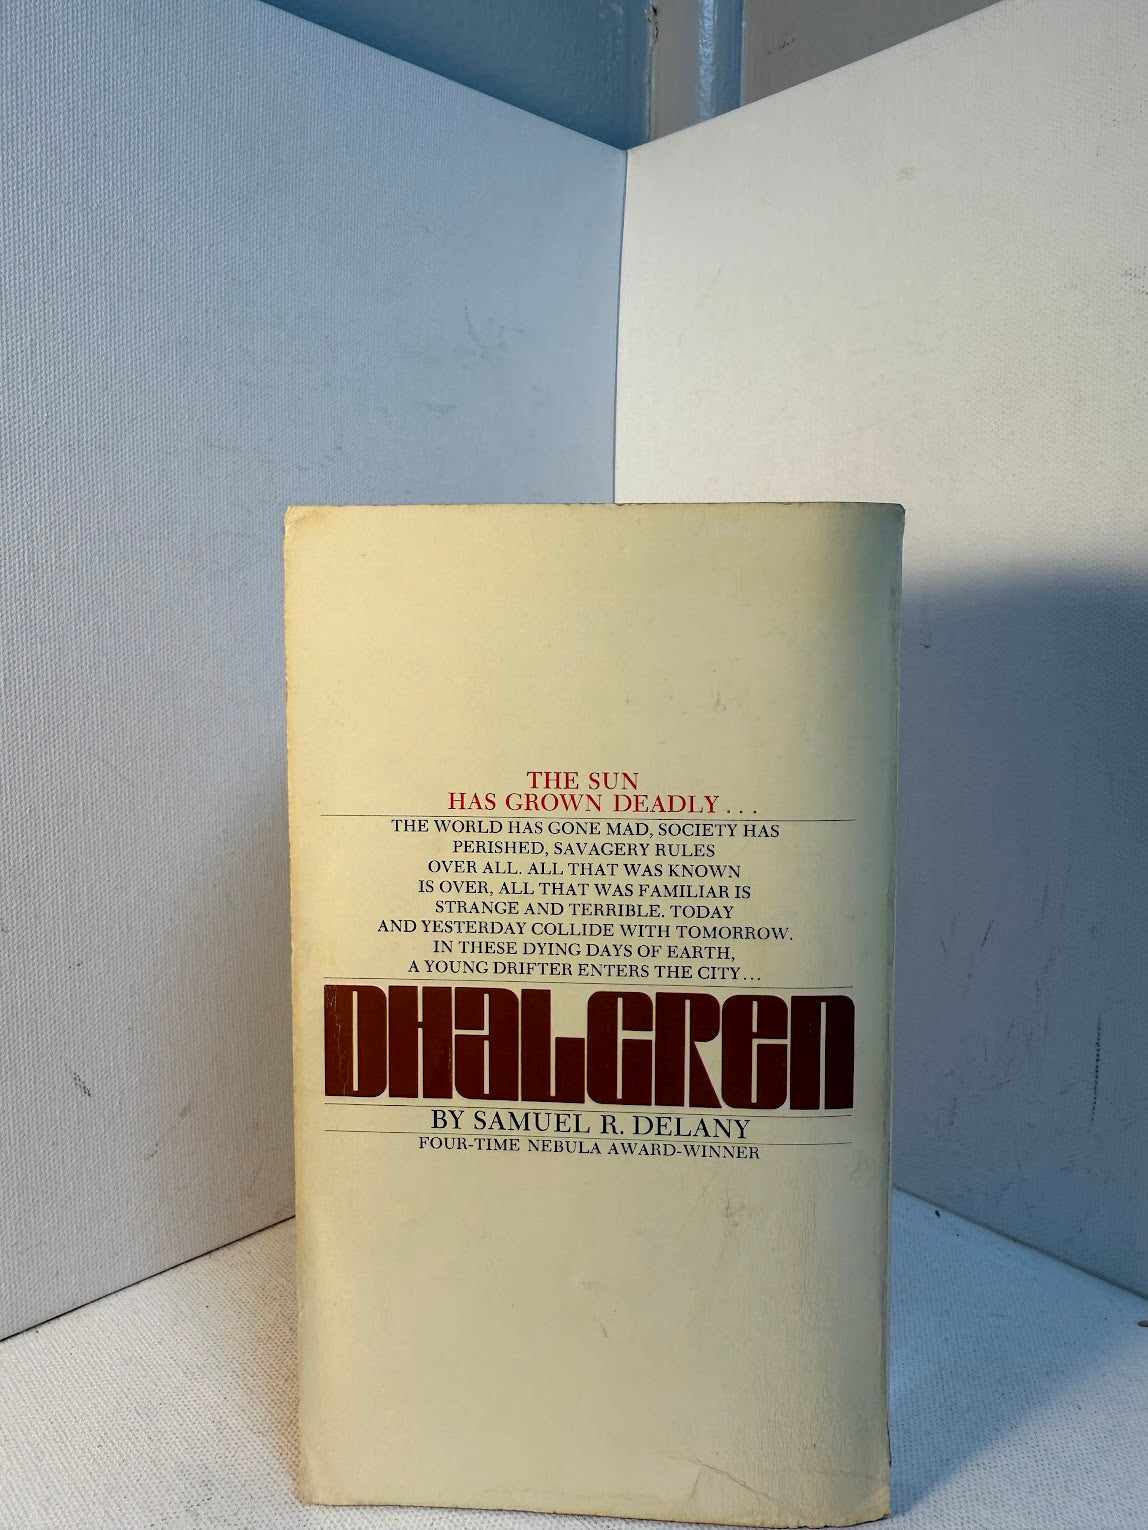 THE SUN
HAS GROWN DEADLY...
THE WORLD HAS GONE MAD, SOCIETY HAS
PERISHED, SAVAGERY RULES
OVER ALL. ALL THAT WAS KNOWN
IS OVER, ALL THAT WAS FAMILIAR IS
STRANGE AND TERRIBLE. TODAY
AND YESTERDAY COLLIDE WITH TOMORROW.
IN THESE DYING DAYS OF EARTH,
A YOUNG DRIFTER ENTERS THE CITY...
DHALGREN
BY SAMUEL R. DELANY
FOUR-TIME NEBULA AWARD-WINNER